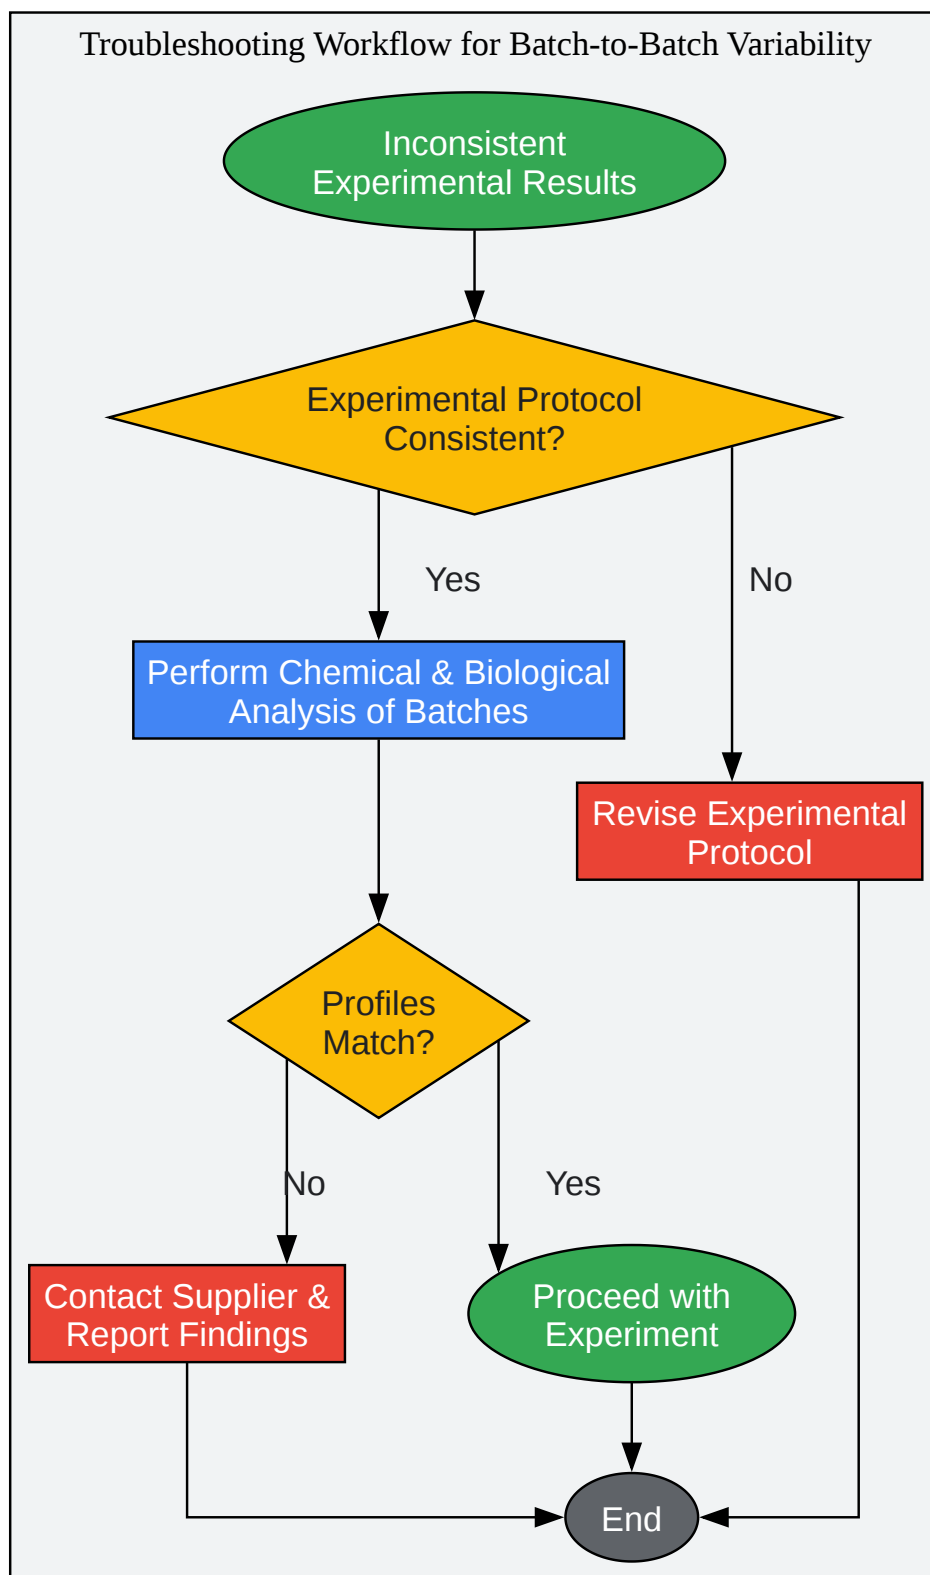 Troubleshooting Workflow for Batch-to-Batch Variability
Inconsistent
Experimental Results
Experimental Protocol
Consistent?
Yes
No
Perform Chemical & Biological
Analysis of Batches
Revise Experimental
Protocol
Profiles
Match?
No
Yes
Contact Supplier &
Report Findings
Proceed with
Experiment
End